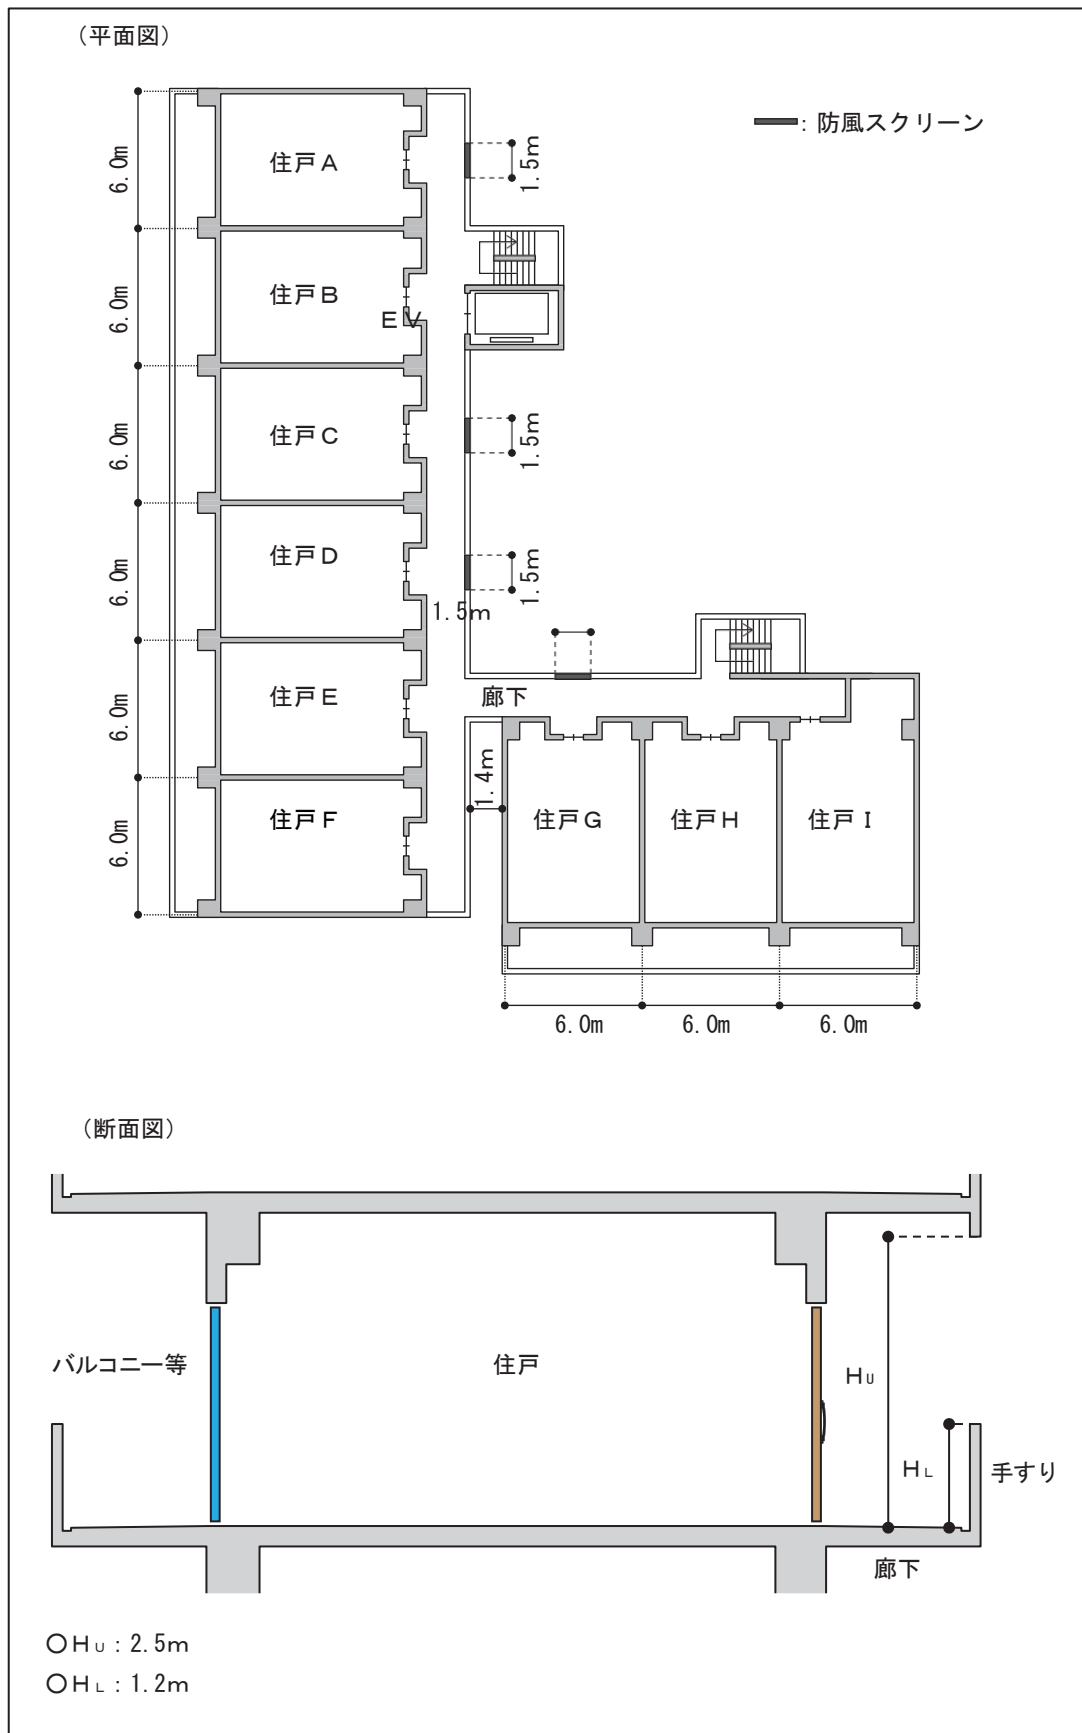 （平面図）
：防風スクリーン
住戸Ａ
6.0m
1.5m
住戸Ｂ
6.0m
ＥＶ
住戸Ｃ
6.0m
1.5m
住戸Ｄ
6.0m
1.5m
1.5m
住戸Ｅ
6.0m
廊下
住戸Ｆ
6.0m
1.4m
住戸Ｇ
住戸Ｈ
住戸Ｉ
6.0m
6.0m
6.0m
（断面図）
バルコニー等
住戸
ＨU
ＨL
手すり
廊下
○ＨU：2.5m
○ＨL：1.2m